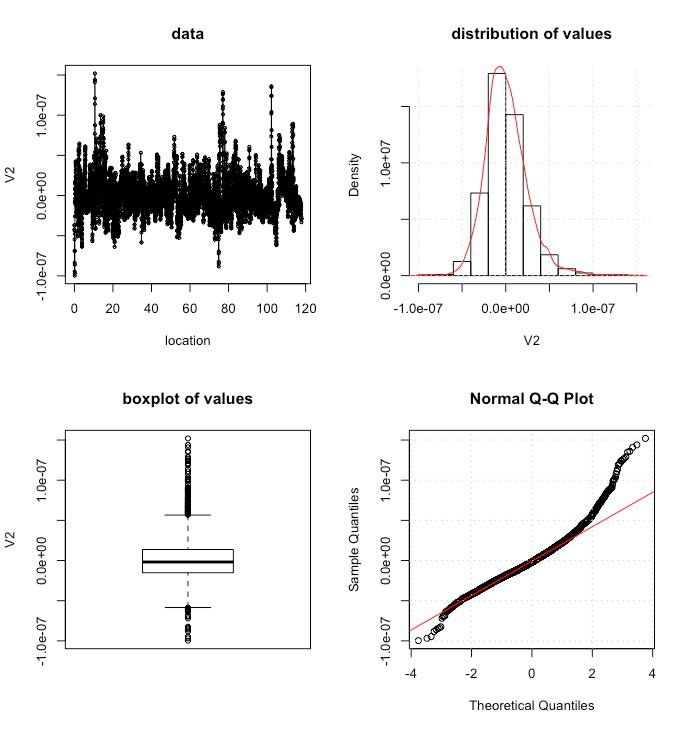 data
V2
1.0e-07
0.0e+00
-1.0e-07
0 20 40 60 80 100 120
location
distribution of values
Density
1.0e+07
0.0e+00
-1.0e-07 0.0e+00 1.0e-07
V2
boxplot of values
V2
1.0e-07
0.0e+00
-1.0e-07
Normal Q-Q Plot
Sample Quantiles
1.0e-07
0.0e+00
-1.0e-07
-4 -2 0 2 4
Theoretical Quantiles